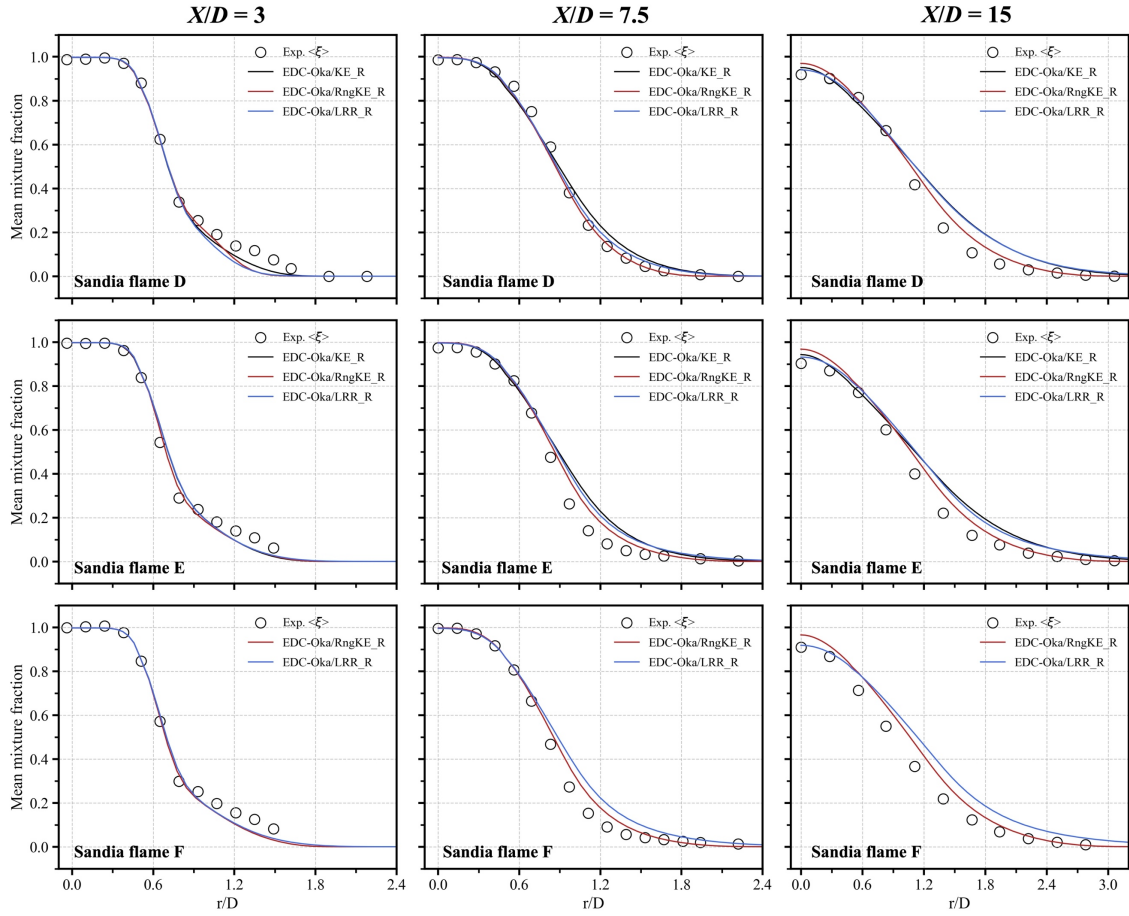 X/D = 3
X/D = 7.5
X/D = 15
Mean mixture fraction
1.0
0.8
0.6
0.4
0.2
0.0
Exp. <ξ>
EDC-Oka/KE_R
EDC-Oka/RngKE_R
EDC-Oka/LRR_R
Sandia flame D
Exp. <ξ>
EDC-Oka/KE_R
EDC-Oka/RngKE_R
EDC-Oka/LRR_R
Sandia flame D
Exp. <ξ>
EDC-Oka/KE_R
EDC-Oka/RngKE_R
EDC-Oka/LRR_R
Sandia flame D
Mean mixture fraction
1.0
0.8
0.6
0.4
0.2
0.0
Exp. <ξ>
EDC-Oka/KE_R
EDC-Oka/RngKE_R
EDC-Oka/LRR_R
Sandia flame E
Exp. <ξ>
EDC-Oka/KE_R
EDC-Oka/RngKE_R
EDC-Oka/LRR_R
Sandia flame E
Exp. <ξ>
EDC-Oka/KE_R
EDC-Oka/RngKE_R
EDC-Oka/LRR_R
Sandia flame E
Mean mixture fraction
1.0
0.8
0.6
0.4
0.2
0.0
Exp. <ξ>
EDC-Oka/RngKE_R
EDC-Oka/LRR_R
Sandia flame F
Exp. <ξ>
EDC-Oka/RngKE_R
EDC-Oka/LRR_R
Sandia flame F
Exp. <ξ>
EDC-Oka/RngKE_R
EDC-Oka/LRR_R
Sandia flame F
0.0 0.6 1.2 1.8 2.4
r/D
0.0 0.6 1.2 1.8 2.4
r/D
0.0 0.6 1.2 1.8 2.4 3.0
r/D